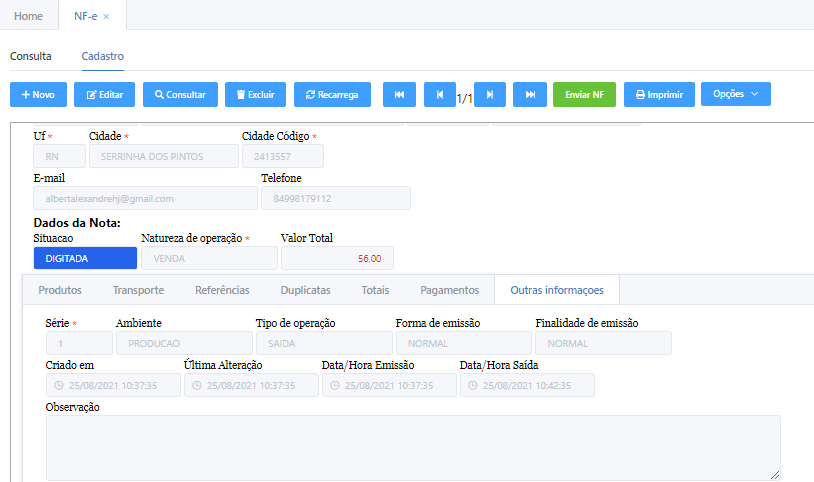 Home NF-e ×
Consulta Cadastro
+ Novo Editar Consultar Excluir Recarrega 1/1 Enviar NF Imprimir Opções
Uf * Cidade * Cidade Código *
RN SERRINHA DOS PINTOS 2413557
E-mail Telefone
albertalexandrehj@gmail.com 84998179112
Dados da Nota:
Situacao Natureza de operação * Valor Total
DIGITADA VENDA 56,00
Produtos Transporte Referências Duplicatas Totais Pagamentos Outras informaçoes
Série * Ambiente Tipo de operação Forma de emissão Finalidade de emissão
1 PRODUCAO SAIDA NORMAL NORMAL
Criado em Última Alteração Data/Hora Emissão Data/Hora Saída
25/08/2021 10:37:35 25/08/2021 10:37:35 25/08/2021 10:37:35 25/08/2021 10:42:35
Observação